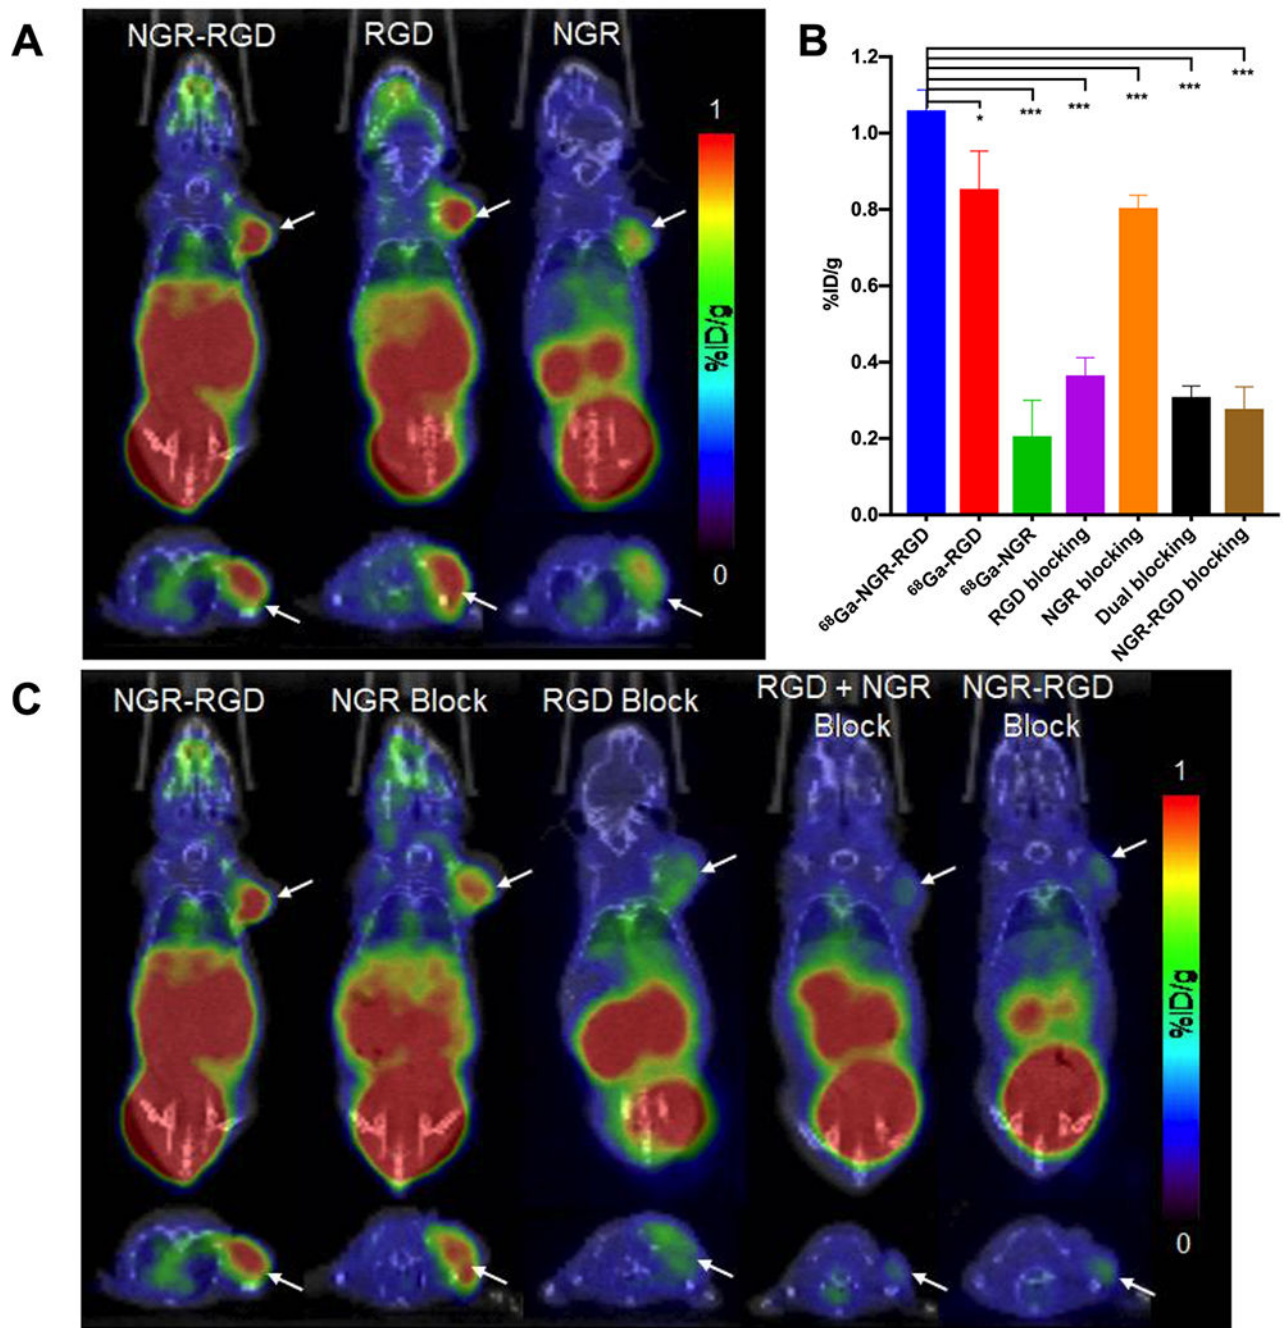 A
NGR-RGD RGD NGR
1
%ID/g
0
B
1.2
1.0
0.8
0.6
0.4
0.2
0.0
%ID/g
* *** *** *** *** ***
68Ga-NGR-RGD
68Ga-RGD
68Ga-NGR
RGD blocking
NGR blocking
Dual blocking
NGR-RGD blocking
C
NGR-RGD NGR Block RGD Block RGD + NGR Block NGR-RGD Block
1
%ID/g
0